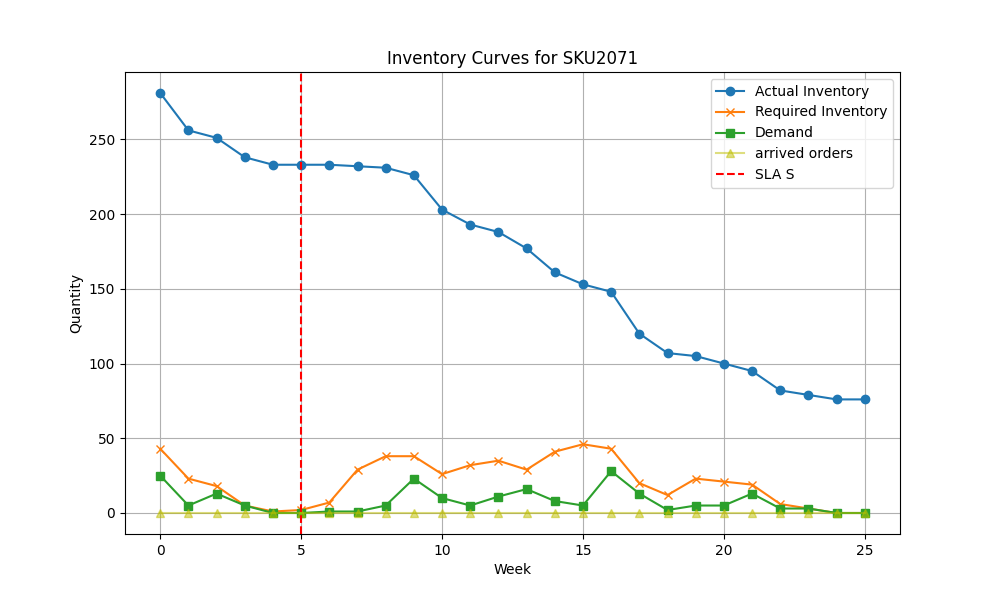 Inventory Curves for SKU2071
Actual Inventory
Required Inventory
Demand
arrived orders
SLA S
Quantity
250
200
150
100
50
0
0 5 10 15 20 25
Week